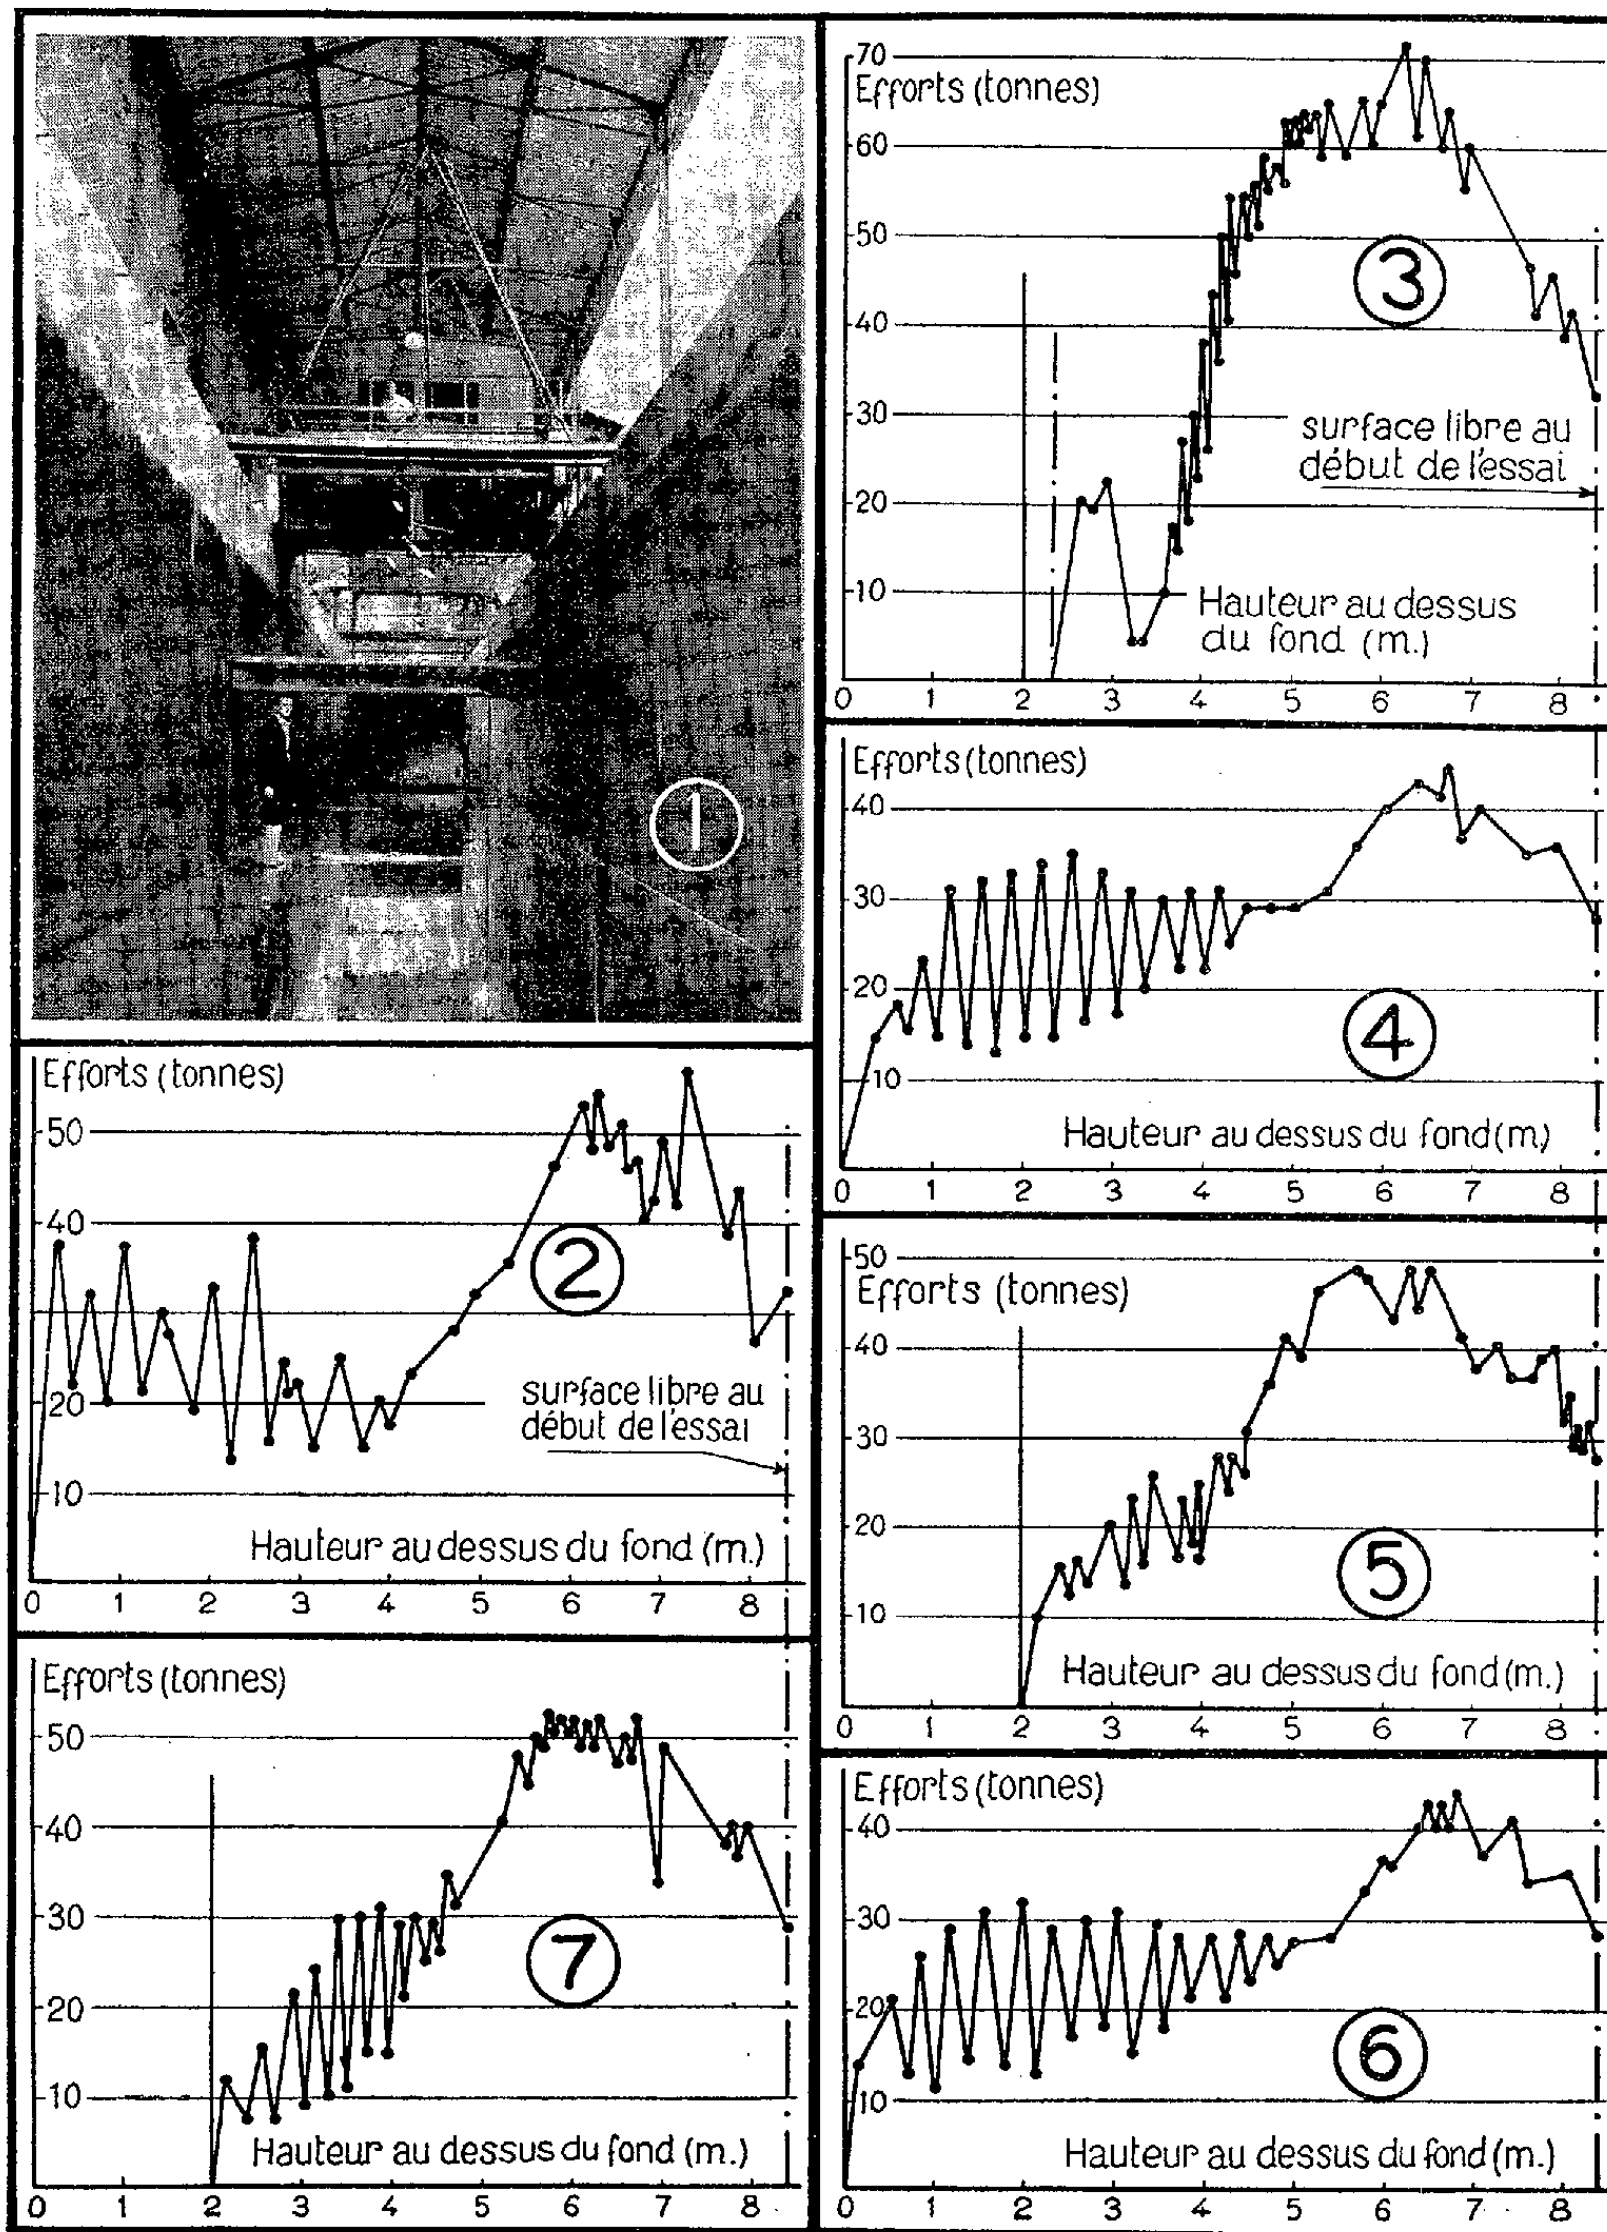 1
70
Efforts (tonnes)
60
50
40
30
20
10
3
surface libre au
début de l'essai
Hauteur au dessus
du fond (m.)
0 1 2 3 4 5 6 7 8
Efforts (tonnes)
40
30
20
10
4
Hauteur au dessus du fond (m.)
0 1 2 3 4 5 6 7 8
Efforts (tonnes)
50
40
20
10
2
surface libre au
début de l'essai
Hauteur au dessus du fond (m.)
0 1 2 3 4 5 6 7 8
50
Efforts (tonnes)
40
30
20
10
5
Hauteur au dessus du fond (m.)
0 1 2 3 4 5 6 7 8
Efforts (tonnes)
50
40
30
20
10
7
Hauteur au dessus du fond (m.)
0 1 2 3 4 5 6 7 8
Efforts (tonnes)
40
30
20
10
6
Hauteur au dessus du fond (m.)
0 1 2 3 4 5 6 7 8